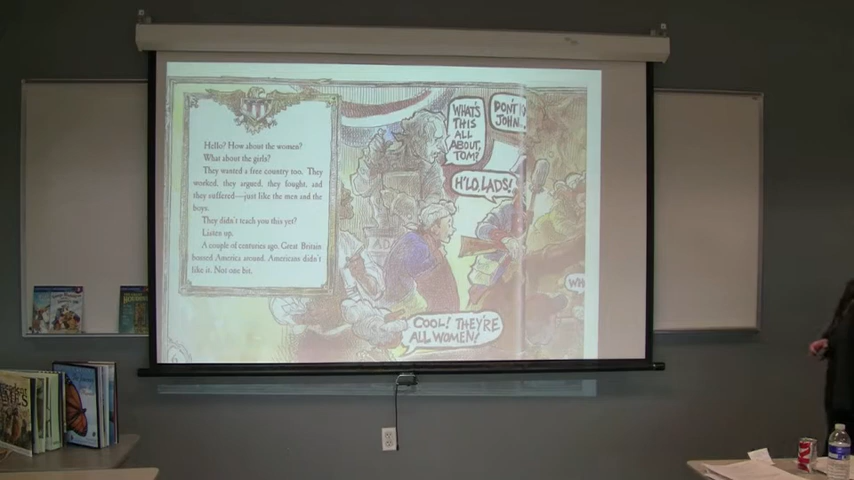 Hello? How about the women?
What about the girls?
They wanted a free country too. They
worked, they argued, they fought, and
they suffered—just like the men and the
boys.
They didn't teach you this yet?
Listen up.
A couple of centuries ago, Great Britain
bossed America around. Americans didn't
like it. Not one bit.
WHAT'S
THIS
ALL
ABOUT,
TOM?
DON'T
JOHN...
H'LO, LADS!
COOL! THEY'RE
ALL WOMEN!